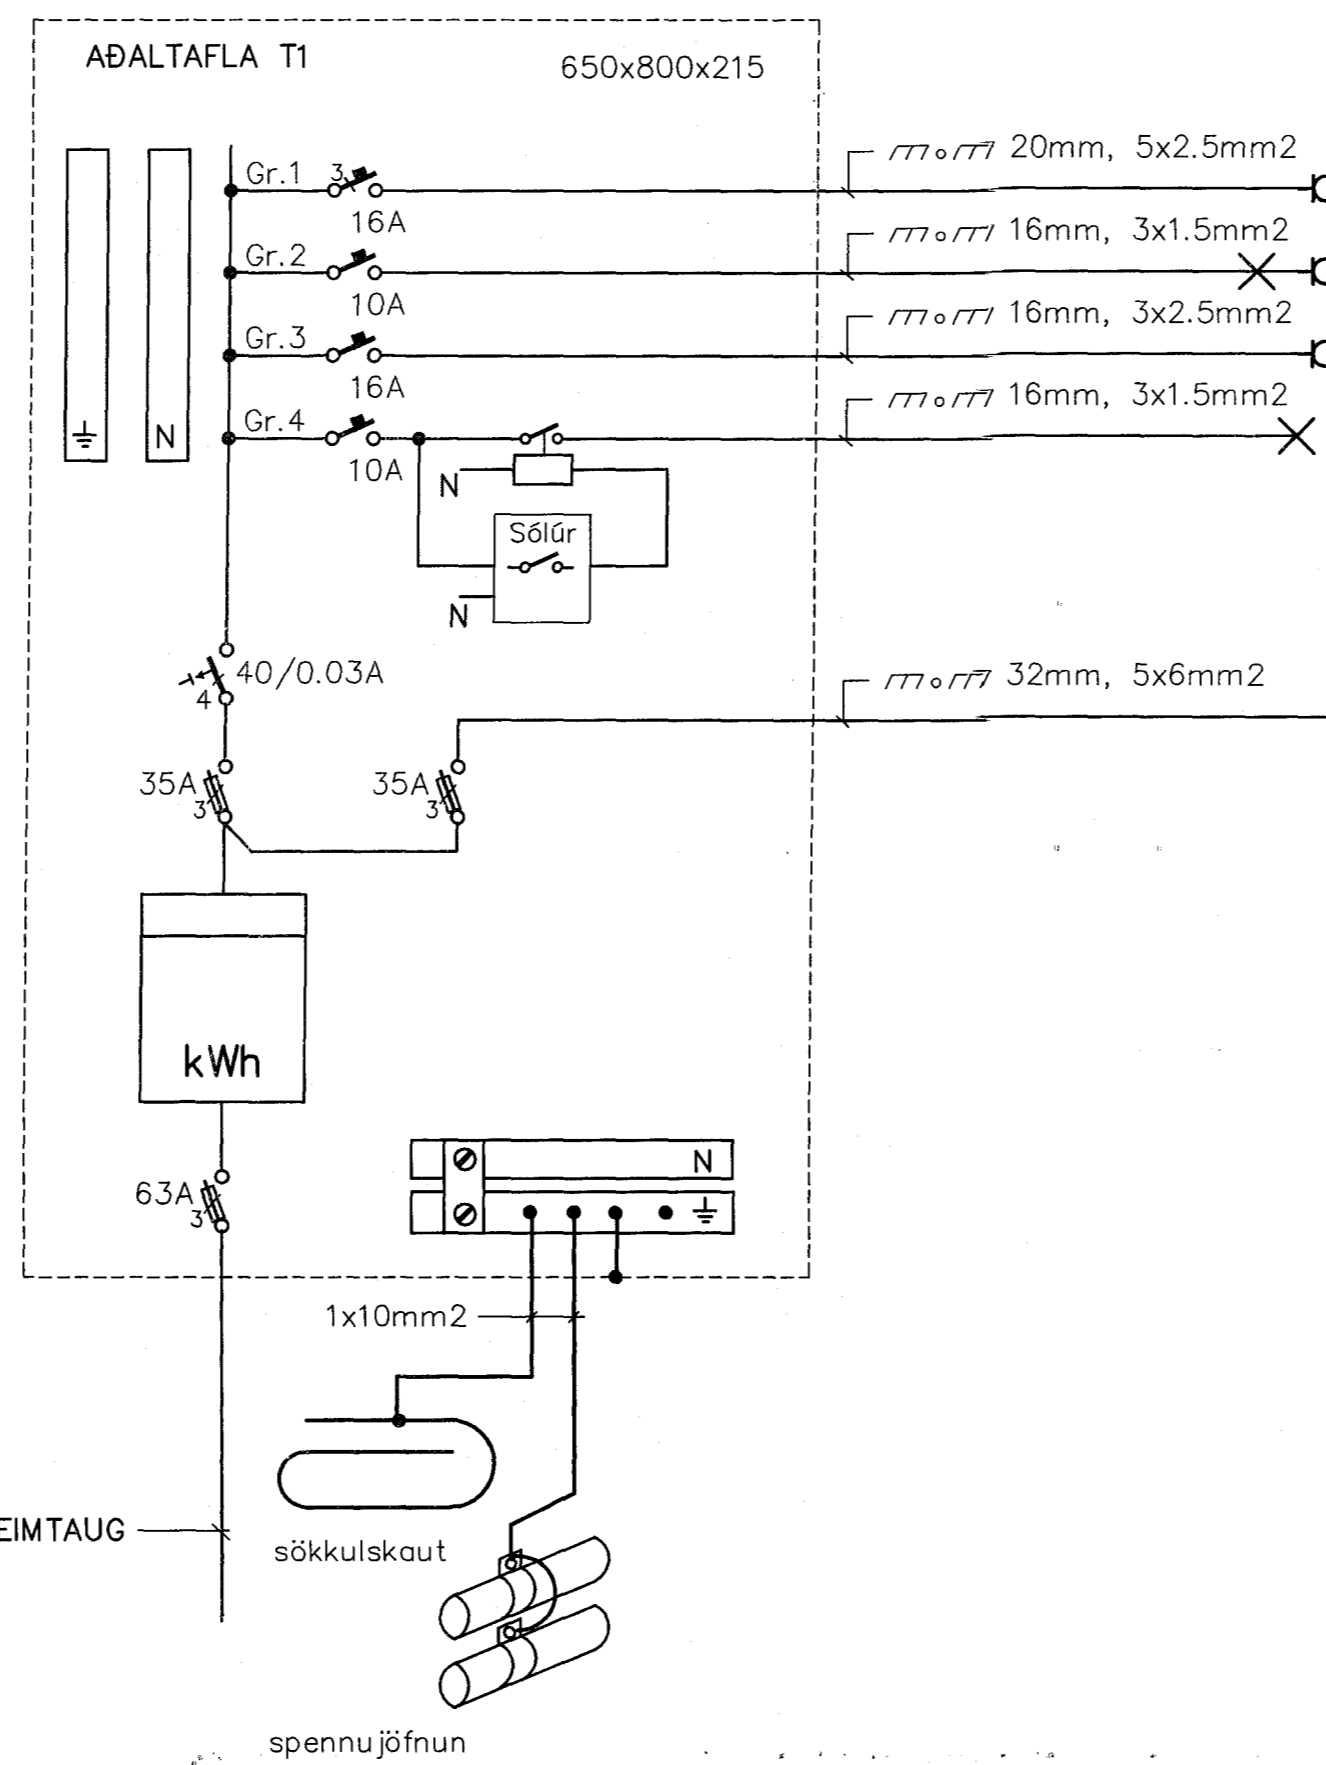 AÐALTAFLA T1
650x800x215
Gr.1
3
16A
20mm, 5x2.5mm2
Gr.2
10A
16mm, 3x1.5mm2
Gr.3
16A
16mm, 3x2.5mm2
Gr.4
10A
16mm, 3x1.5mm2
N
N
Sólúr
N
40/0.03A
4
32mm, 5x6mm2
35A
3
35A
3
kWh
63A
3
N
1x10mm2
EIMTAUG
sökkulskaut
spennujöfnun